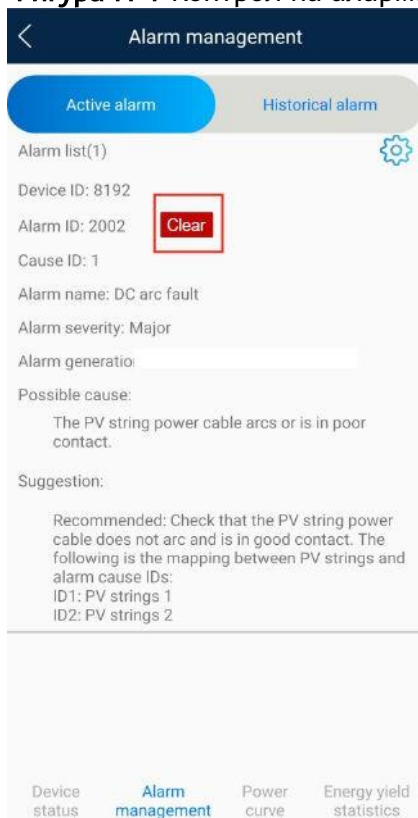 Alarm management
Active alarm
Historical alarm
Alarm list(1)
Device ID: 8192
Alarm ID: 2002 Clear
Cause ID: 1
Alarm name: DC arc fault
Alarm severity: Major
Alarm
Possible cause:
The PV string power cable arcs or is in poor
contact.
Suggestion:
Recommended: Check that the PV string power
cable does not arc and is in good contact. The
following is the mapping between PV strings and
alarm cause IDs:
ID1: PV strings 1
ID2: PV strings 2
Device status
Alarm management
Power curve
Energy yield statistics